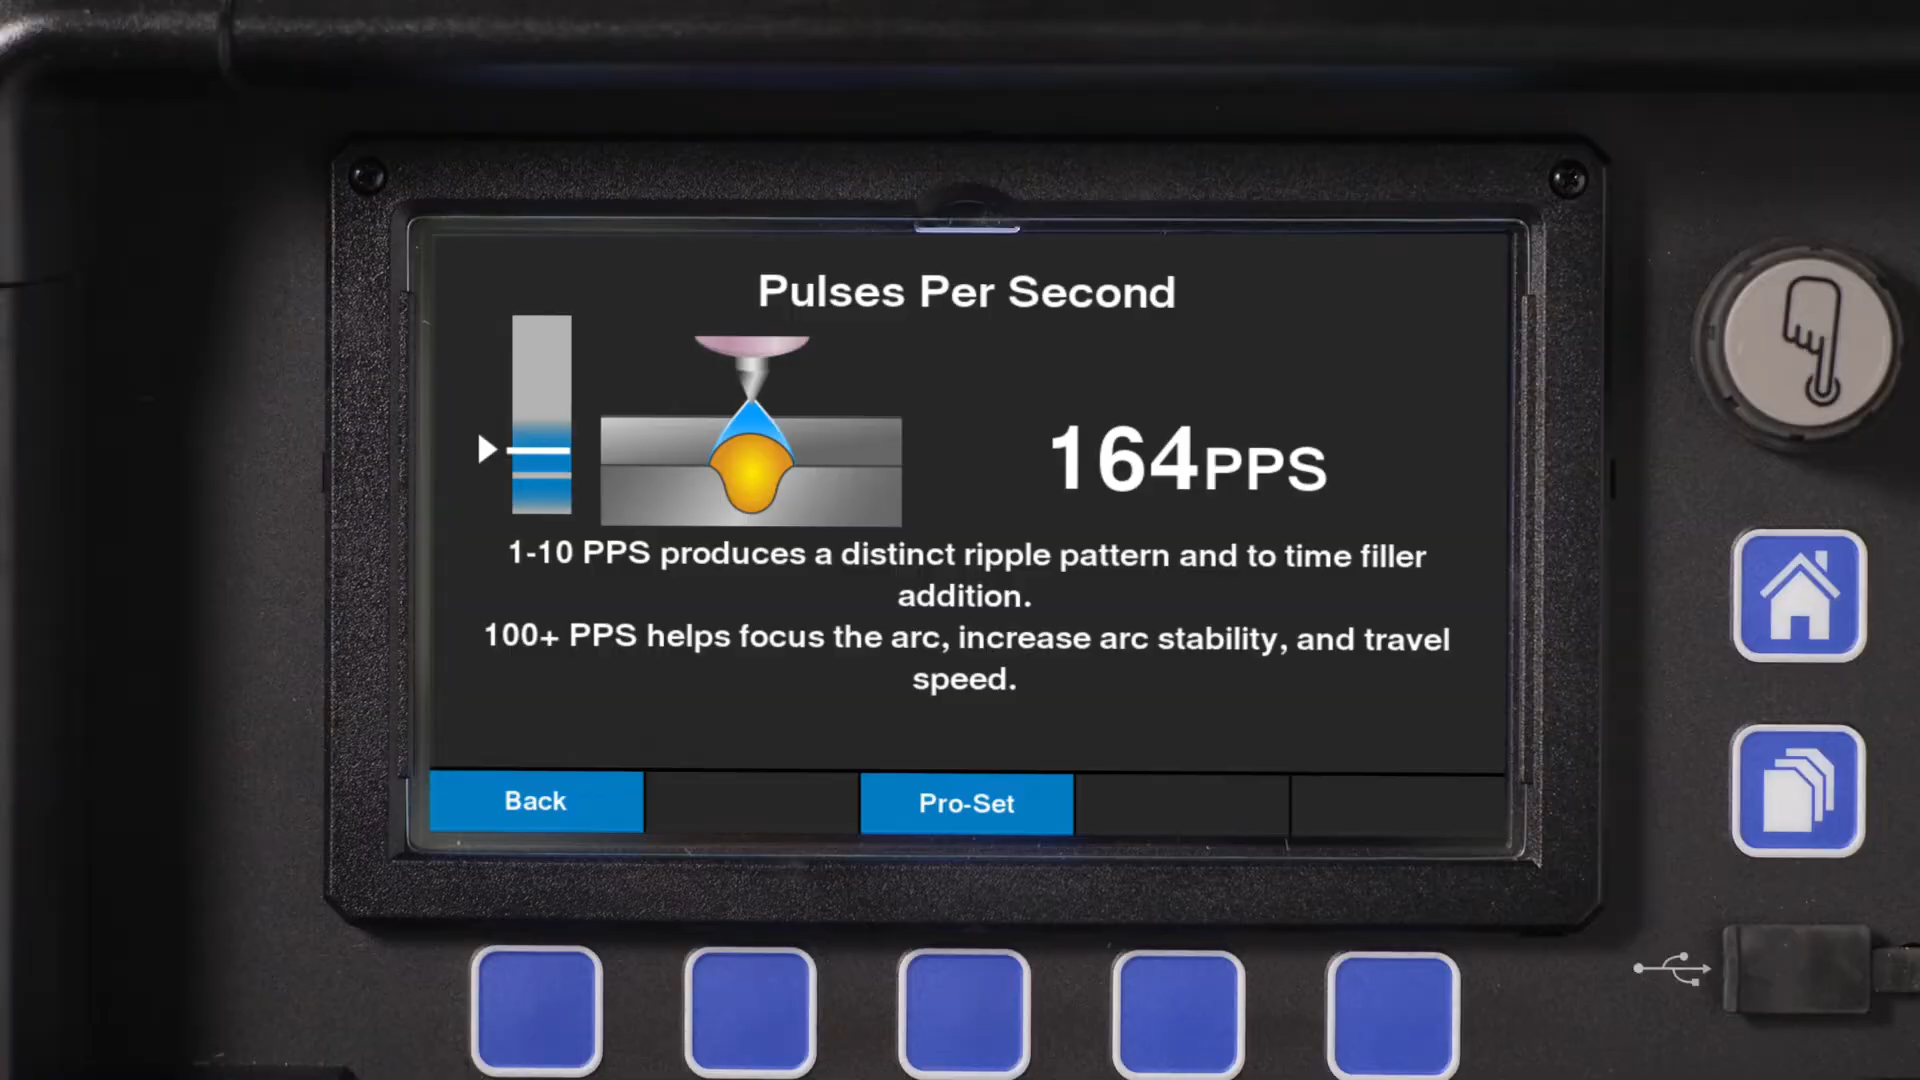 Pulses Per Second
164PPS
1-10 PPS produces a distinct ripple pattern and to time filler
addition.
100+ PPS helps focus the arc, increase arc stability, and travel
speed.
Back
Pro-Set